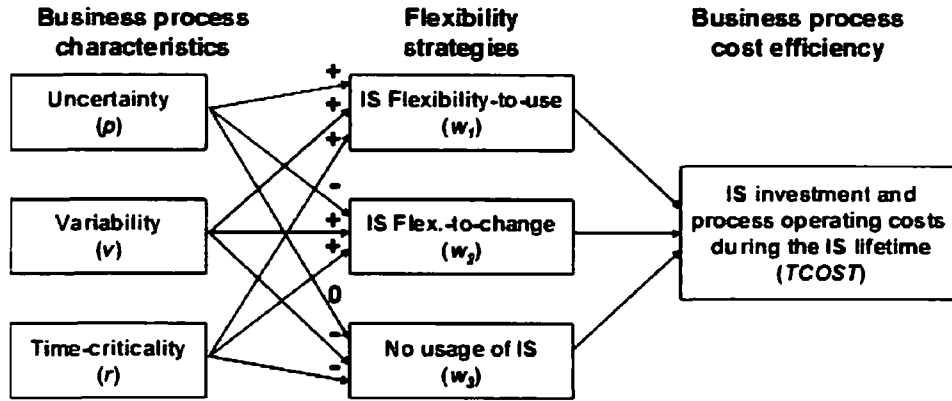 Business process
characteristics
Flexibility
strategies
Business process
cost efficiency
Uncertainty
(p)
Variability
(v)
Time-criticality
(r)
+
+
+
IS Flexibility-to-use
(w₁)
-
+
+
IS Flex.-to-change
(w₂)
0
-
-
No usage of IS
(w₃)
IS investment and
process operating costs
during the IS lifetime
(TCOST)